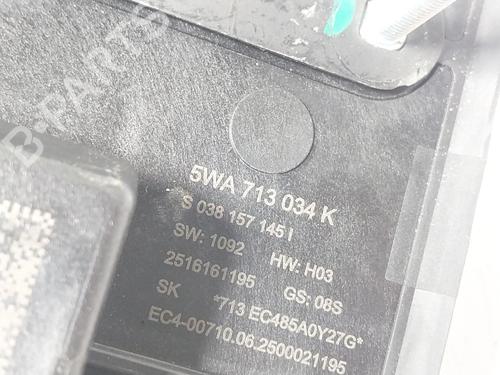 B-PARTS
5WA 713 034 K
S 038 157 145 I
SW: 1092 HW: H03
2516161195 GS: 08S
SK *713 EC485A0Y27G*
EC4-00710.06.2500021195